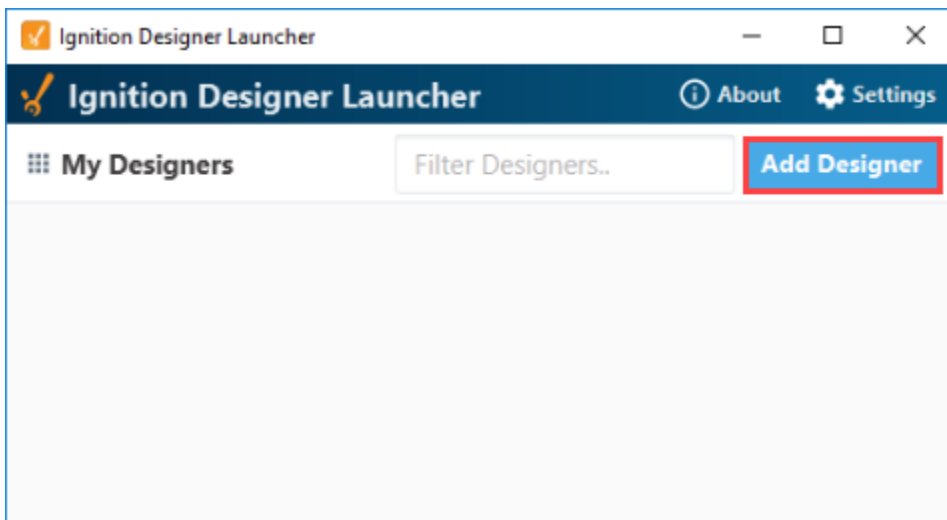 Ignition Designer Launcher
Ignition Designer Launcher About Settings
My Designers Filter Designers.. Add Designer